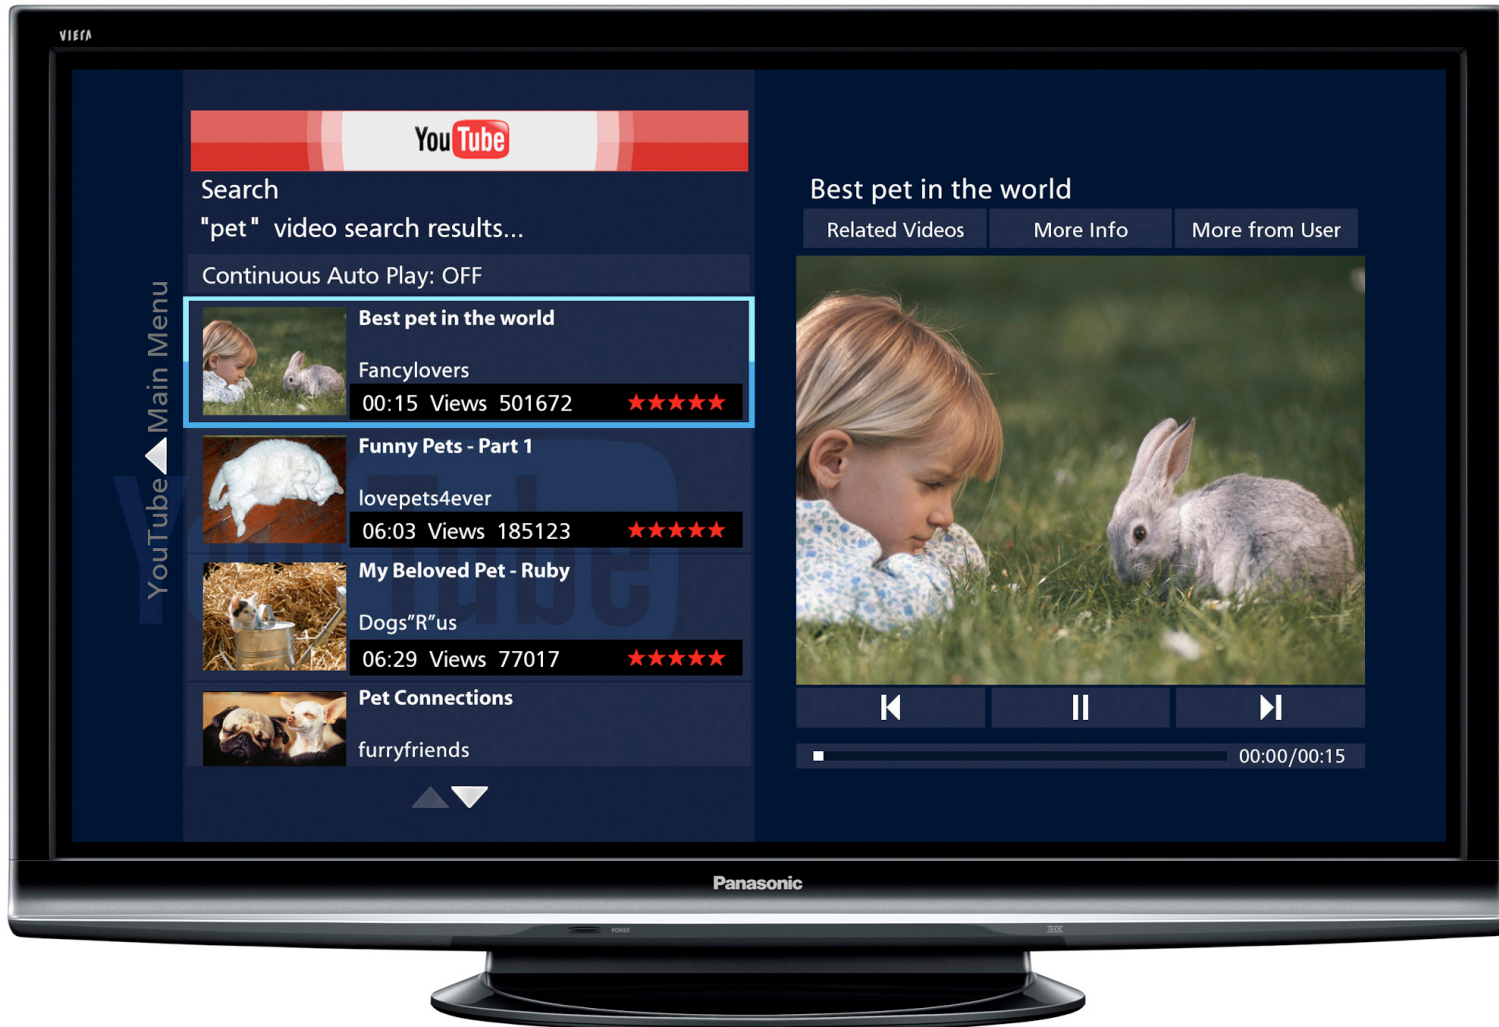 VIERA
YouTube
Search
"pet" video search results...
Continuous Auto Play: OFF
Best pet in the world
Fancylovers
00:15 Views 501672
Funny Pets - Part 1
lovepets4ever
06:03 Views 185123
My Beloved Pet - Ruby
Dogs"R"us
06:29 Views 77017
Pet Connections
furryfriends
YouTube Main Menu
YouTube
Best pet in the world
Related Videos More Info More from User
00:00/00:15
Panasonic
POWER
THX